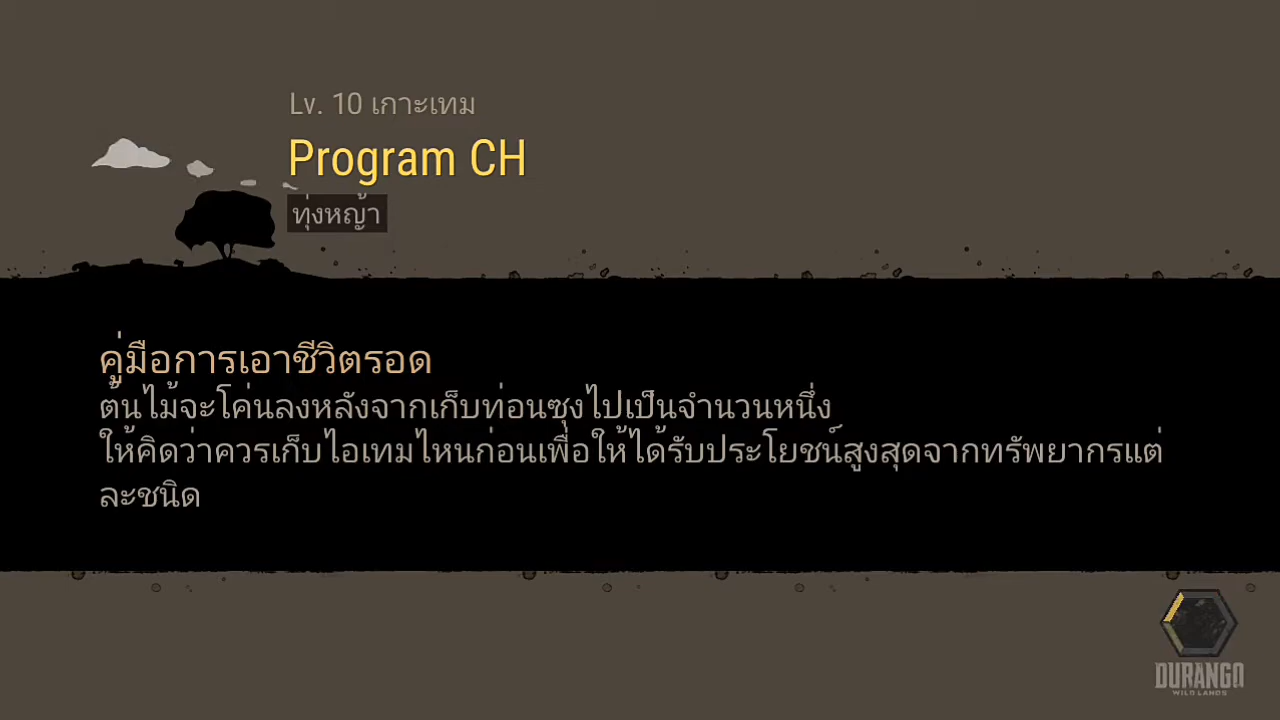 Lv. 10 เกาะเทม
Program CH
ทุ่งหญ้า
คู่มือการเอาชีวิตรอด
ต้นไม้จะโค่นลงหลังจากเก็บท่อนซุงไปเป็นจำนวนหนึ่ง
ให้คิดว่าควรเก็บไอเทมไหนก่อนเพื่อให้ได้รับประโยชน์สูงสุดจากทรัพยากรแต่
ละชนิด
DURANGO
WILD LANDS